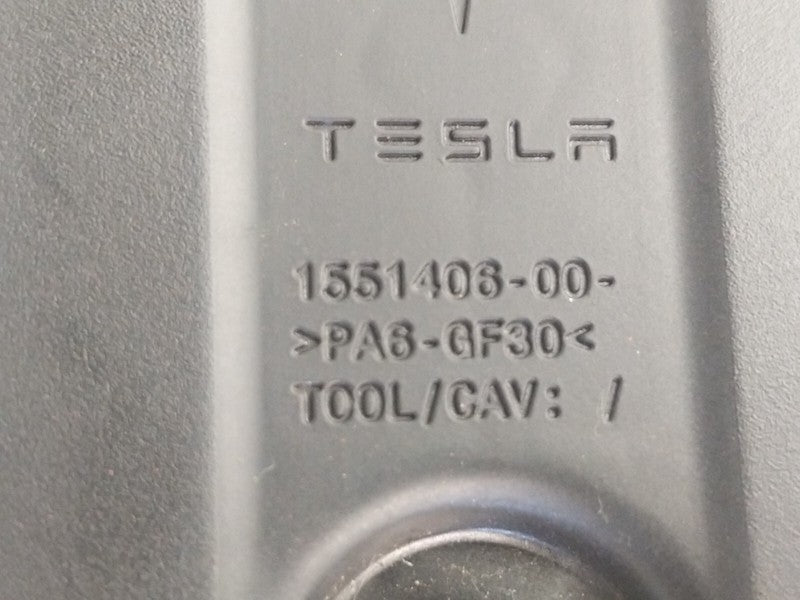 TESLA
1551406-00-
>PA6-GF30<
TOOL/CAV: /